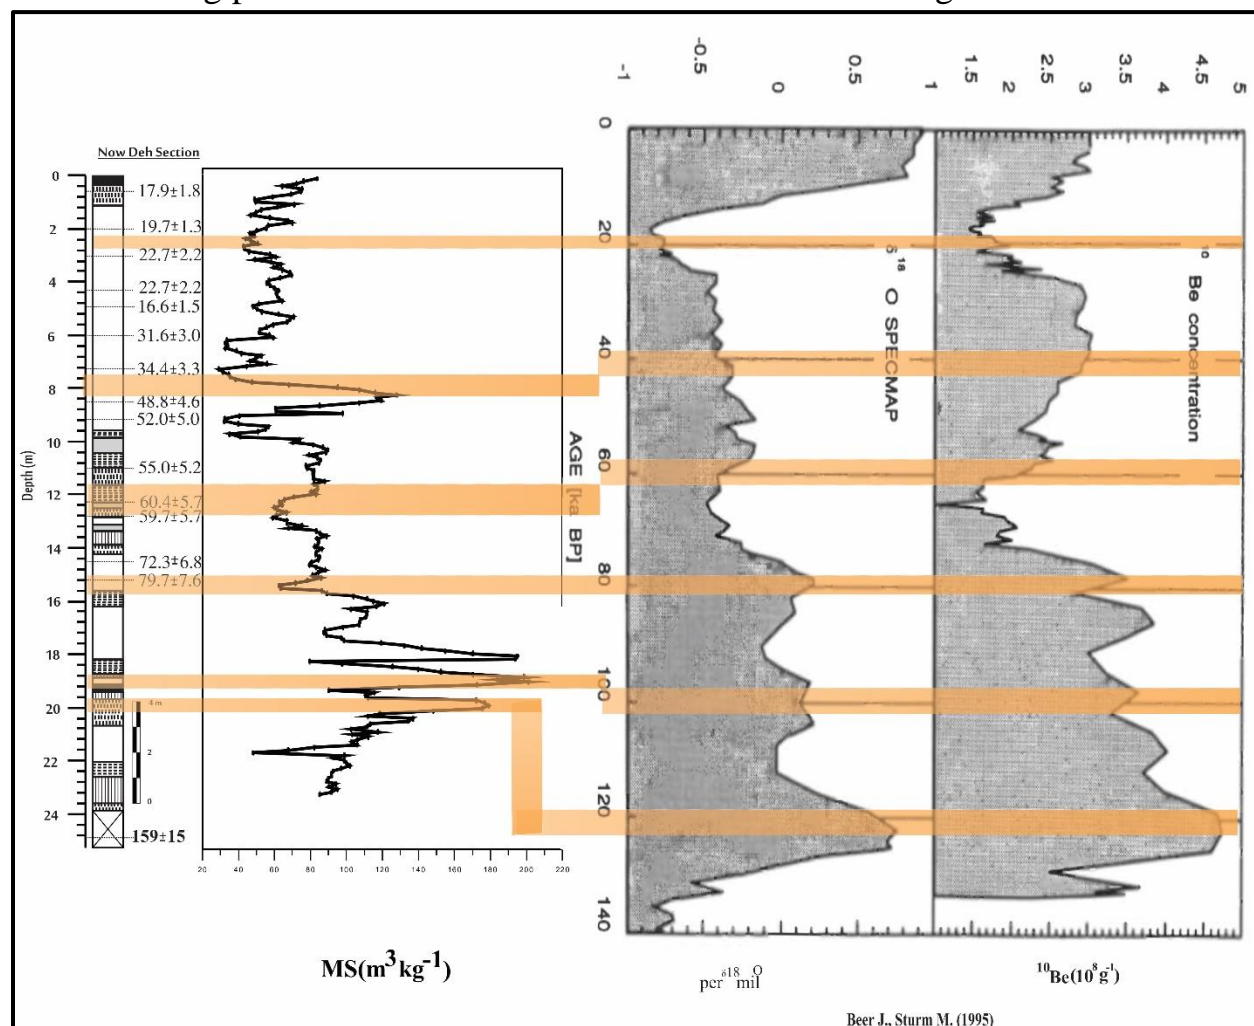 Now Deh Section
0
2
4
6
8
10
12
14
16
18
20
22
24
Depth (m)
17.9±1.8
19.7±1.3
22.7±2.2
22.7±2.2
16.6±1.5
31.6±3.0
34.4±3.3
48.8±4.6
52.0±5.0
55.0±5.2
60.4±5.7
59.7±5.7
72.3±6.8
79.7±7.6
159±15
4 m
2
0
20 40 60 80 100 120 140 160 180 200 220
MS(m³kg⁻¹)
AGE [ka BP]
0
20
40
60
80
100
120
140
-1 -0.5 0 0.5 1
δ¹⁸ O SPECMAP
per δ18 mil O
1.5 2 2.5 3 3.5 4 4.5 5
¹⁰ Be concentration
¹⁰Be(10⁸g⁻¹)
Beer J., Sturm M. (1995)